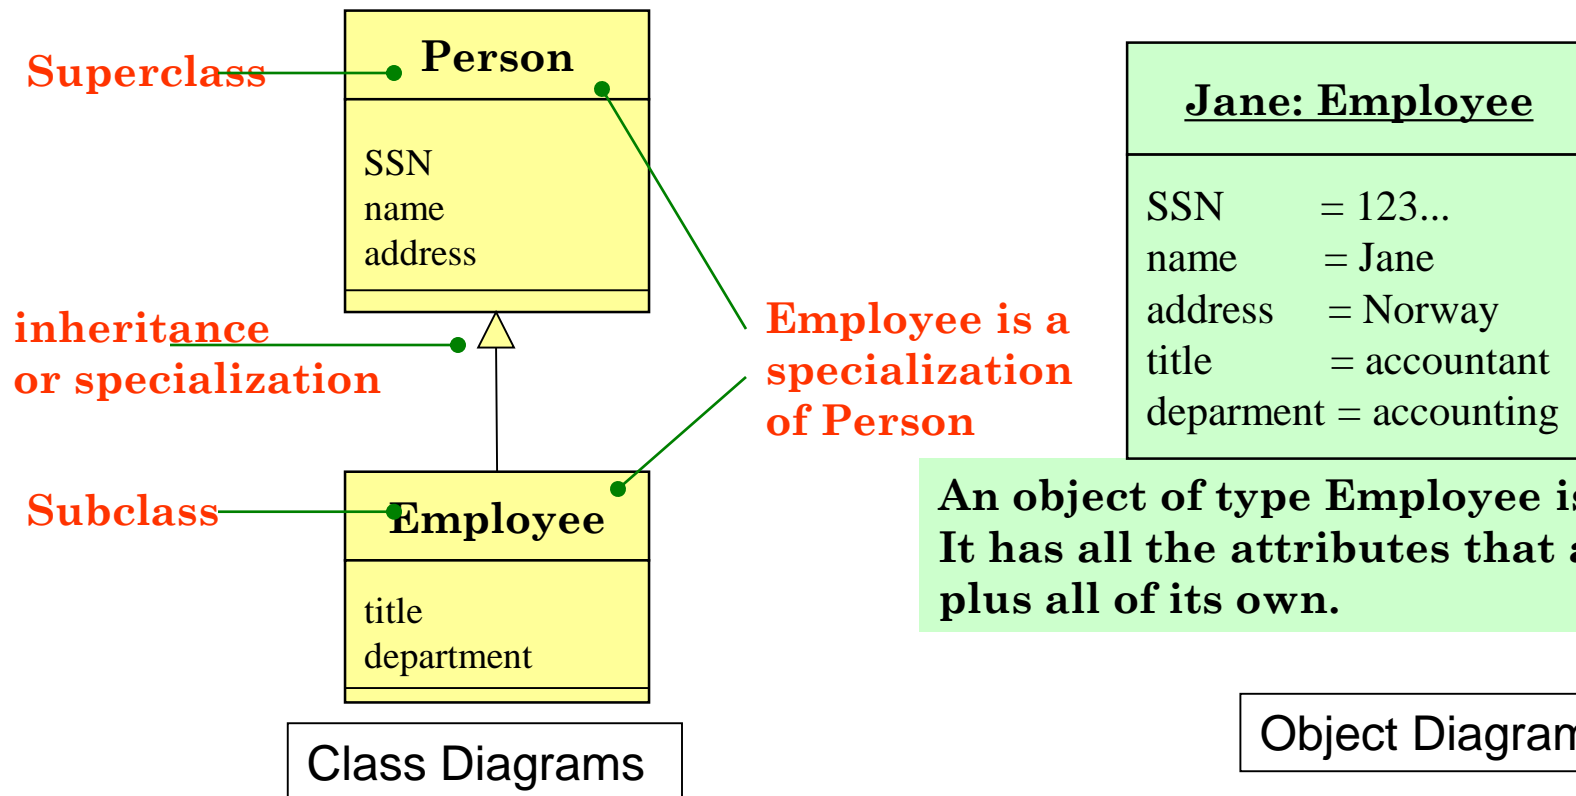 Superclass
Person
SSN
name
address
inheritance
or specialization
Employee is a
specialization
of Person
Subclass
Employee
title
department
Class Diagrams
Jane: Employee
SSN = 123...
name = Jane
address = Norway
title = accountant
deparment = accounting
An object of type Employee
It has all the attributes that
plus all of its own.
Object